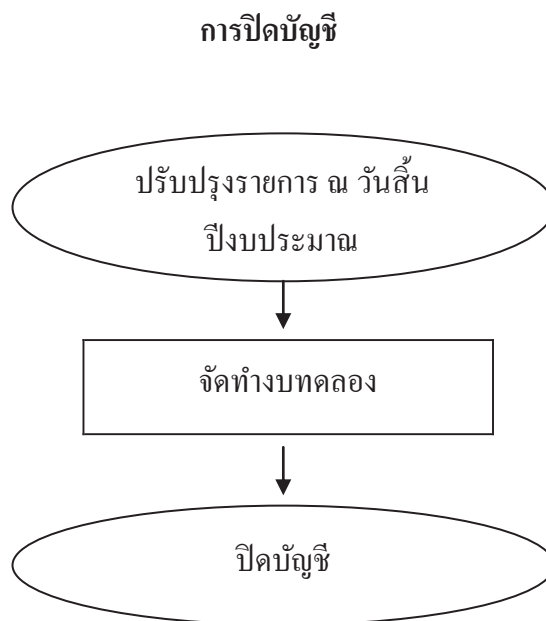 การปิดบัญชี
ปรับปรุงรายการ ณ วันสิ้น
ปีงบประมาณ
จัดทำงบทดลอง
ปิดบัญชี